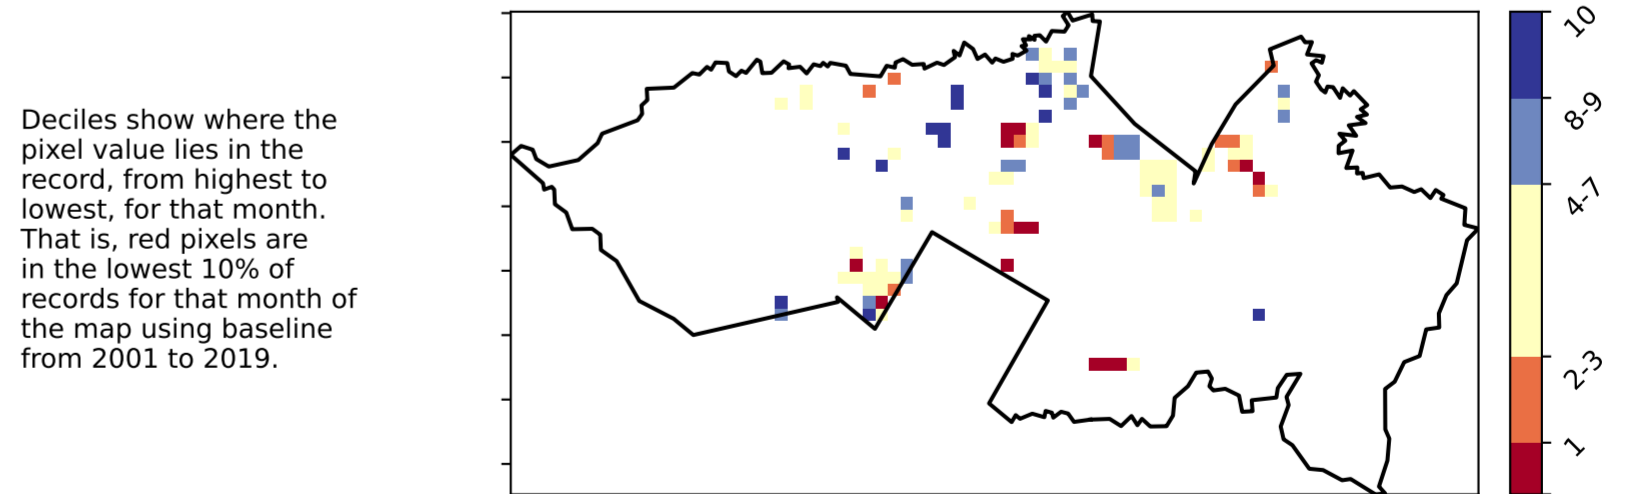 Deciles show where the
pixel value lies in the
record, from highest to
lowest, for that month.
That is, red pixels are
in the lowest 10% of
records for that month of
the map using baseline
from 2001 to 2019.
10
8-9
4-7
2-3
1